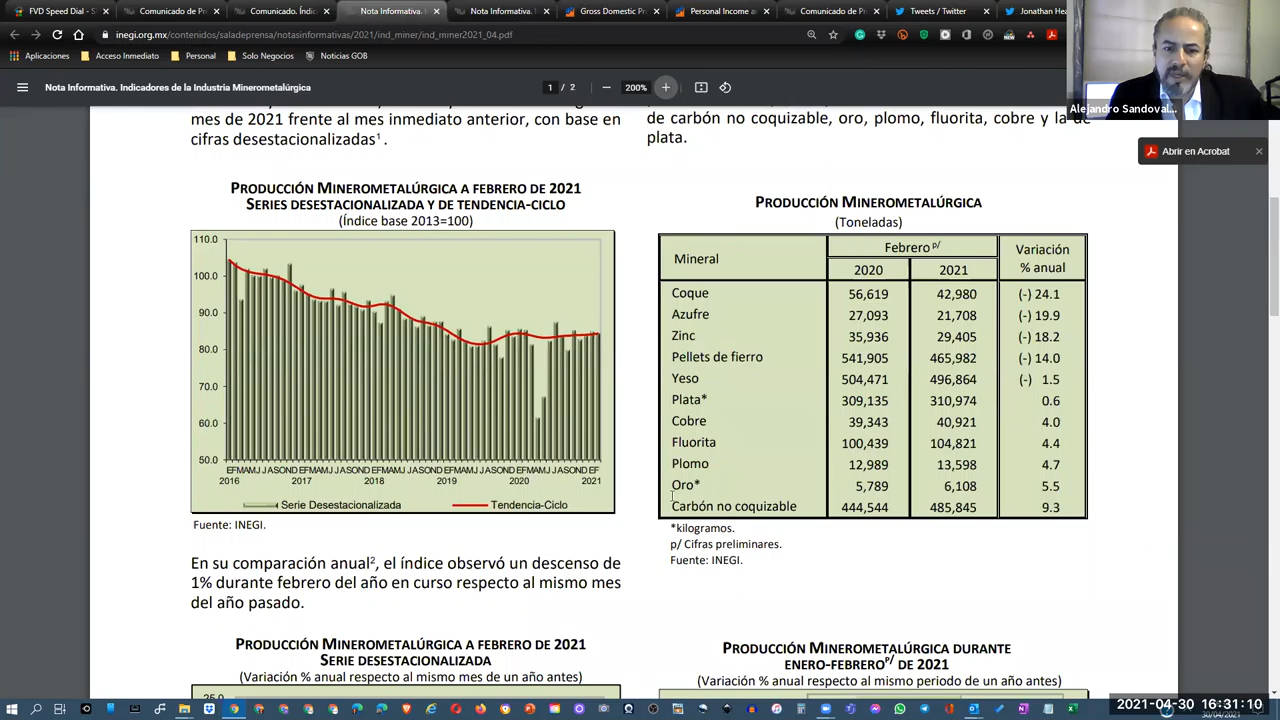 FVD Speed Dial - S
Comunicado de Pr
Comunicado. Índic
Nota Informativa. I
Nota Informativa. I
Gross Domestic Pr
Personal Income a
Comunicado de Pr
Tweets / Twitter
Jonathan Hea
inegi.org.mx/contenidos/saladeprensa/notasinformativas/2021/ind_miner/ind_miner2021_04.pdf
Aplicaciones
Acceso Inmediato
Personal
Solo Negocios
Noticias GOB
Nota Informativa. Indicadores de la Industria Minerometalúrgica
1 / 2
200%
Alejandro Sandoval...
Abrir en Acrobat
mes de 2021 frente al mes inmediato anterior, con base en
cifras desestacionalizadas¹ .
de carbón no coquizable, oro, plomo, fluorita, cobre y la de
plata.
PRODUCCIÓN MINEROMETALÚRGICA A FEBRERO DE 2021
SERIES DESESTACIONALIZADA Y DE TENDENCIA-CICLO
(Índice base 2013=100)
110.0
100.0
90.0
80.0
70.0
60.0
50.0
EFMAMJJASONDEFMAMJJASONDEFMAMJJASONDEFMAMJJASONDEFMAMJJASONDEF
2016 2017 2018 2019 2020 2021
Serie Desestacionalizada Tendencia-Ciclo
Fuente: INEGI.
En su comparación anual², el índice observó un descenso de
1% durante febrero del año en curso respecto al mismo mes
del año pasado.
PRODUCCIÓN MINEROMETALÚRGICA A FEBRERO DE 2021
SERIE DESESTACIONALIZADA
(Variación % anual respecto al mismo mes de un año antes)
25.0
PRODUCCIÓN MINEROMETALÚRGICA
(Toneladas)
Mineral Febrero p/ Variación
% anual
2020 2021
Coque 56,619 42,980 (-) 24.1
Azufre 27,093 21,708 (-) 19.9
Zinc 35,936 29,405 (-) 18.2
Pellets de fierro 541,905 465,982 (-) 14.0
Yeso 504,471 496,864 (-) 1.5
Plata* 309,135 310,974 0.6
Cobre 39,343 40,921 4.0
Fluorita 100,439 104,821 4.4
Plomo 12,989 13,598 4.7
Oro* 5,789 6,108 5.5
Carbón no coquizable 444,544 485,845 9.3
*kilogramos.
p/ Cifras preliminares.
Fuente: INEGI.
PRODUCCIÓN MINEROMETALÚRGICA DURANTE
ENERO-FEBRERO p/ DE 2021
(Variación % anual respecto al mismo periodo de un año antes)
2021-04-30 16:31:10
30/04/2021